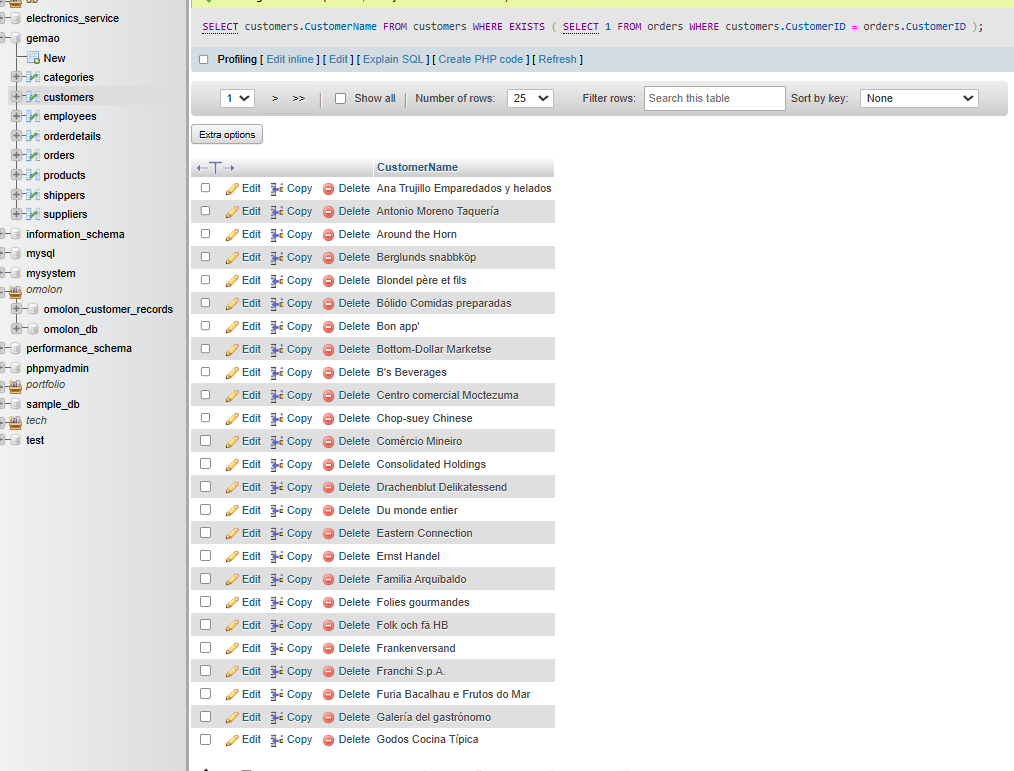 electronics_service
gemao
New
categories
customers
employees
orderdetails
orders
products
shippers
suppliers
information_schema
mysql
mysystem
omolon
omolon_customer_records
omolon_db
performance_schema
phpmyadmin
portfolio
sample_db
tech
test
SELECT customers.CustomerName FROM customers WHERE EXISTS ( SELECT 1 FROM orders WHERE customers.CustomerID = orders.CustomerID );
Profiling [ Edit inline ] [ Edit ] [ Explain SQL ] [ Create PHP code ] [ Refresh ]
1 > >> | Show all | Number of rows: 25 Filter rows: Search this table Sort by key: None
Extra options
←T→ CustomerName
Edit Copy Delete Ana Trujillo Emparedados y helados
Edit Copy Delete Antonio Moreno Taquería
Edit Copy Delete Around the Horn
Edit Copy Delete Berglunds snabbköp
Edit Copy Delete Blondel père et fils
Edit Copy Delete Bólido Comidas preparadas
Edit Copy Delete Bon app'
Edit Copy Delete Bottom-Dollar Marketse
Edit Copy Delete B's Beverages
Edit Copy Delete Centro comercial Moctezuma
Edit Copy Delete Chop-suey Chinese
Edit Copy Delete Comércio Mineiro
Edit Copy Delete Consolidated Holdings
Edit Copy Delete Drachenblut Delikatessend
Edit Copy Delete Du monde entier
Edit Copy Delete Eastern Connection
Edit Copy Delete Ernst Handel
Edit Copy Delete Familia Arquibaldo
Edit Copy Delete Folies gourmandes
Edit Copy Delete Folk och fä HB
Edit Copy Delete Frankenversand
Edit Copy Delete Franchi S.p.A.
Edit Copy Delete Furia Bacalhau e Frutos do Mar
Edit Copy Delete Galería del gastrónomo
Edit Copy Delete Godos Cocina Típica